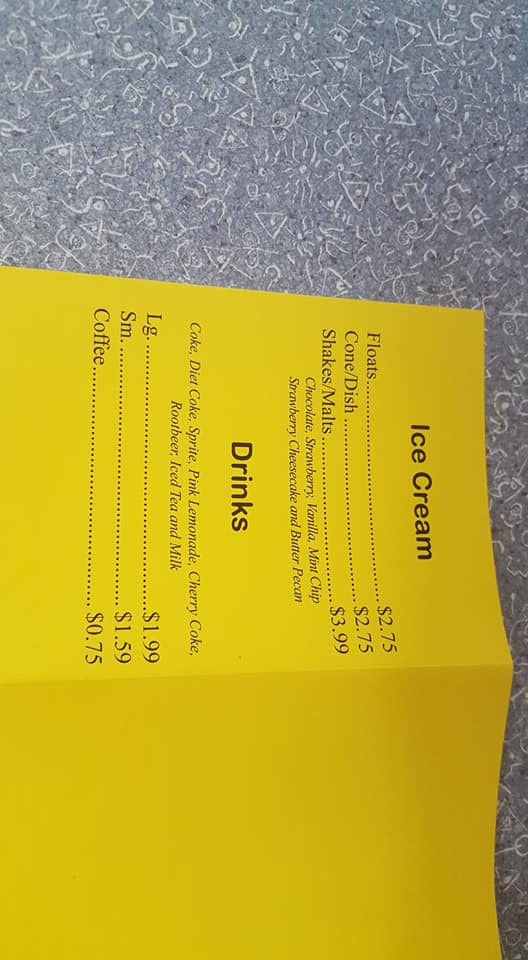 Ice Cream
Floats.................................... $2.75
Cone/Dish ............................... $2.75
Shakes/Malts ........................... $3.99
Chocolate, Strawberry, Vanilla, Mint Chip
Strawberry Cheesecake and Butter Pecan
Drinks
Coke, Diet Coke, Sprite, Pink Lemonade, Cherry Coke,
Rootbeer, Iced Tea and Milk
Lg. .........................................$1.99
Sm. ........................................ $1.59
Coffee..................................... $0.75